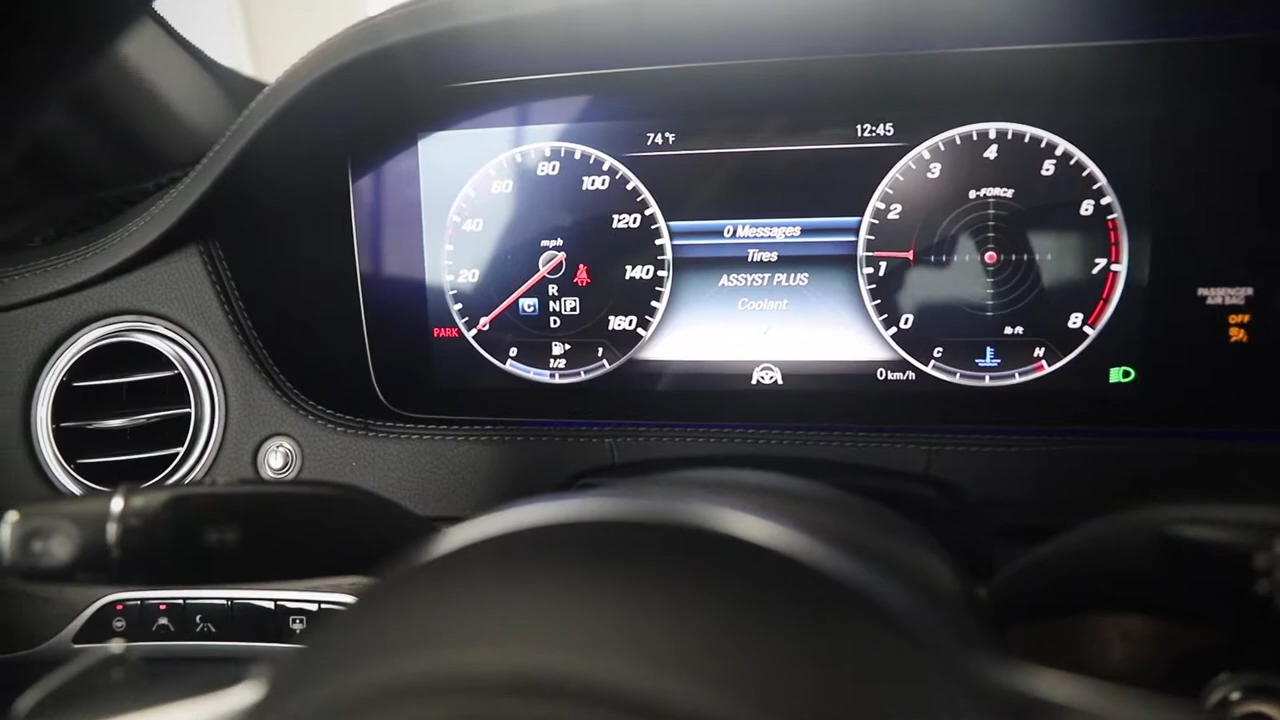 74°F
12:45
80
60
100
40
120
20
140
160
mph
R
C
N
P
D
PARK
0
1/2
1
0 Messages
Tires
ASSYST PLUS
Coolant
0 km/h
4
3
5
2
6
1
7
0
8
G-FORCE
lb ft
C
H
PASSENGER
AIR BAG
OFF